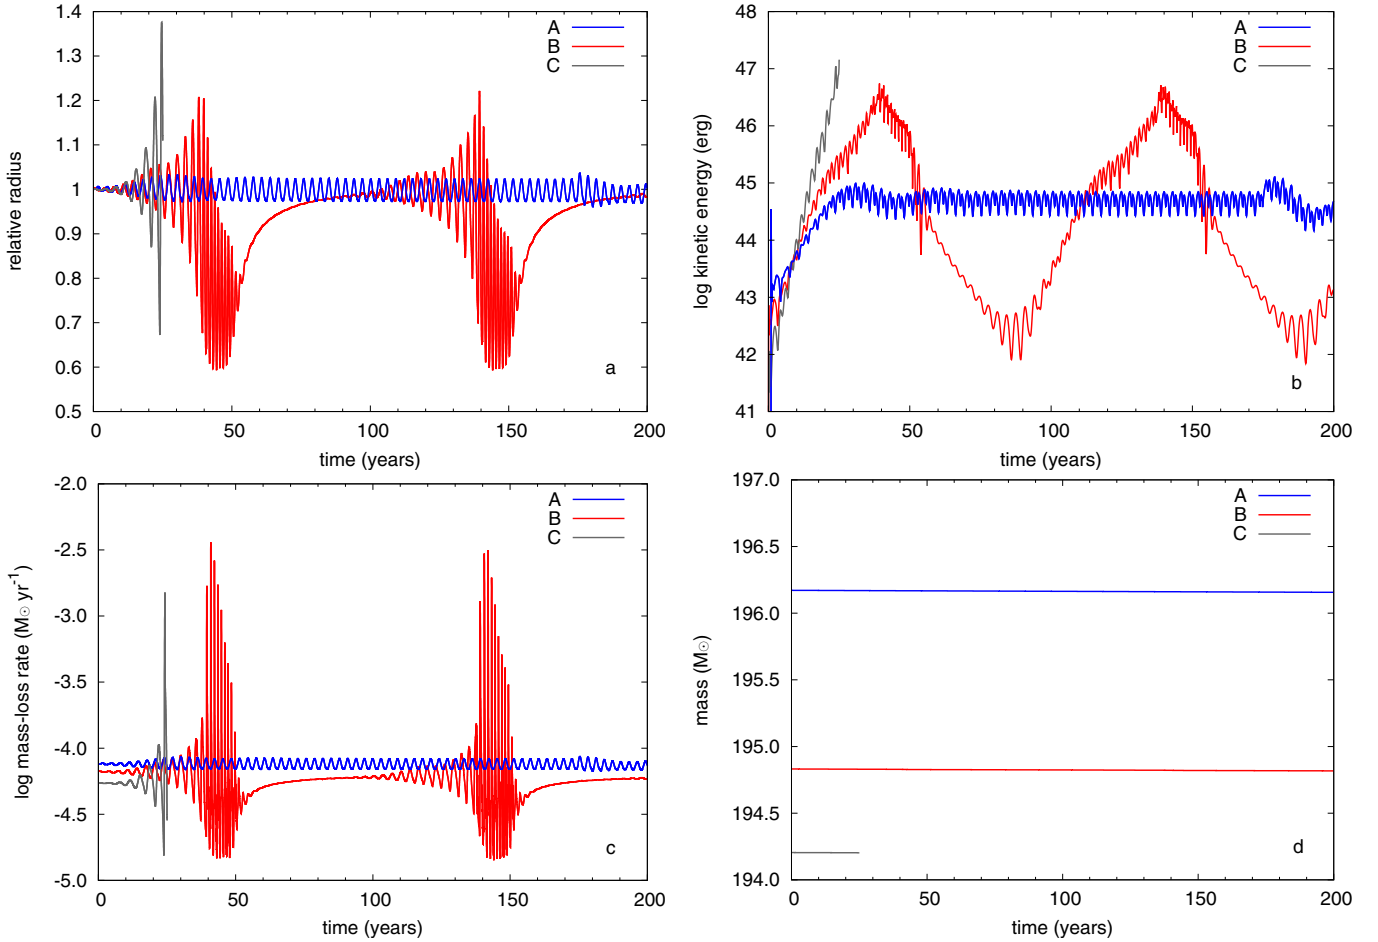 1.4
1.3
1.2
1.1
1
0.9
0.8
0.7
0.6
0.5
relative radius
0
50
100
150
200
time (years)
A
B
C
a
48
47
46
45
44
43
42
41
log kinetic energy (erg)
0
50
100
150
200
time (years)
A
B
C
b
-2.0
-2.5
-3.0
-3.5
-4.0
-4.5
-5.0
log mass-loss rate (M☉ yr⁻¹)
0
50
100
150
200
time (years)
A
B
C
c
197.0
196.5
196.0
195.5
195.0
194.5
194.0
mass (M☉)
0
50
100
150
200
time (years)
A
B
C
d